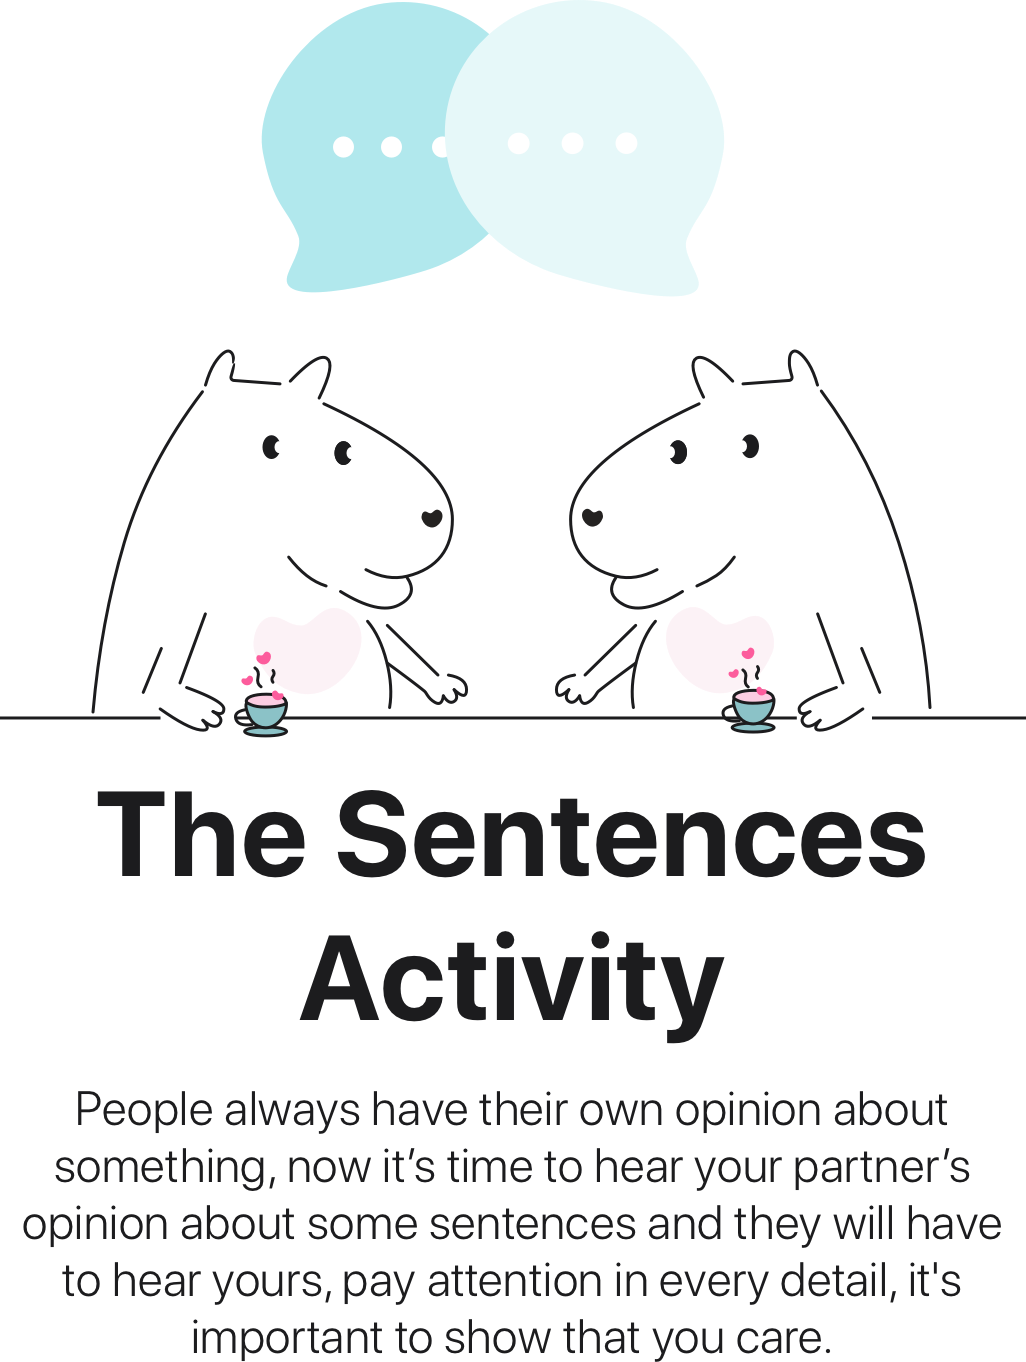 The Sentences
Activity
People always have their own opinion about
something, now it’s time to hear your partner’s
opinion about some sentences and they will have
to hear yours, pay attention in every detail, it's
important to show that you care.